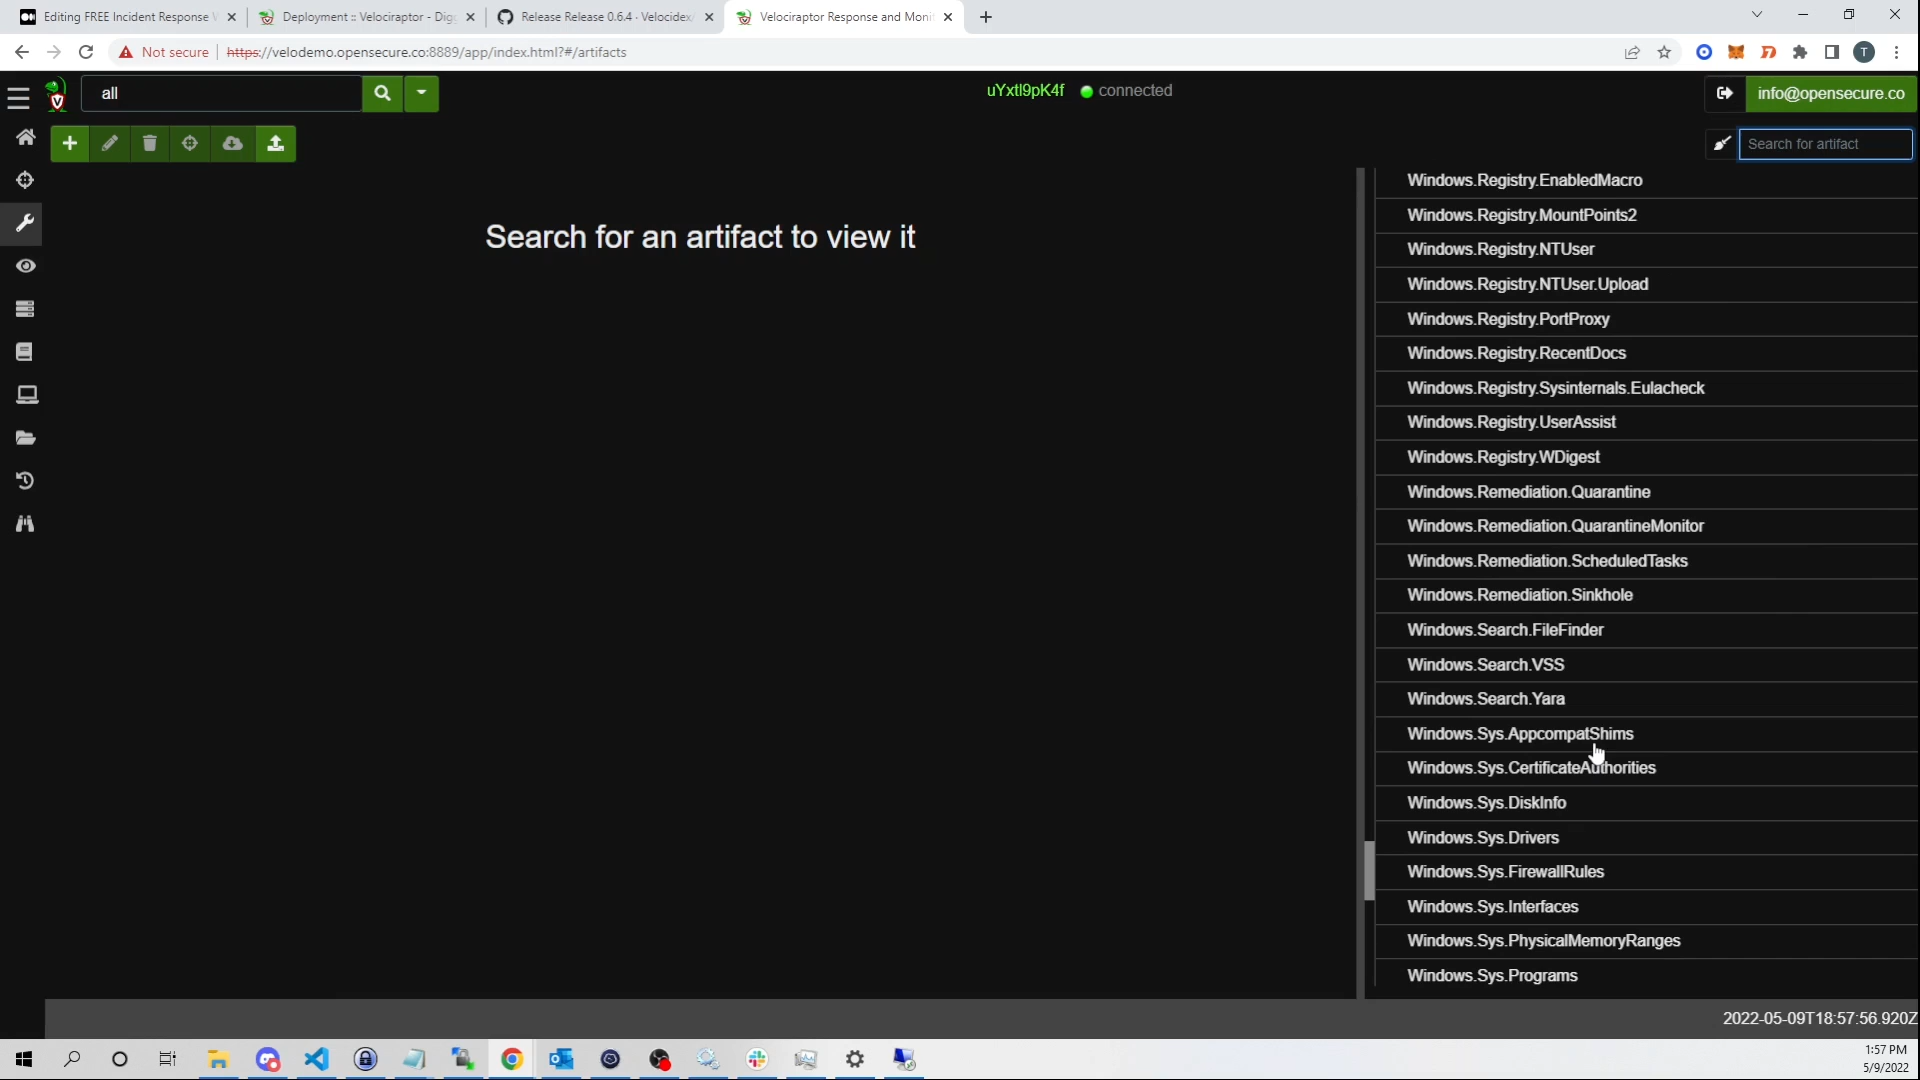 Editing FREE Incident Response W
Deployment :: Velociraptor - Digg
Release Release 0.6.4 · Velocidex/
Velociraptor Response and Monit
Not secure
https://velodemo.opensecure.co:8889/app/index.html?#/artifacts
T
all
uYxtl9pK4f
connected
info@opensecure.co
Search for artifact
Search for an artifact to view it
Windows.Registry.EnabledMacro
Windows.Registry.MountPoints2
Windows.Registry.NTUser
Windows.Registry.NTUser.Upload
Windows.Registry.PortProxy
Windows.Registry.RecentDocs
Windows.Registry.Sysinternals.Eulacheck
Windows.Registry.UserAssist
Windows.Registry.WDigest
Windows.Remediation.Quarantine
Windows.Remediation.QuarantineMonitor
Windows.Remediation.ScheduledTasks
Windows.Remediation.Sinkhole
Windows.Search.FileFinder
Windows.Search.VSS
Windows.Search.Yara
Windows.Sys.AppcompatShims
Windows.Sys.CertificateAuthorities
Windows.Sys.DiskInfo
Windows.Sys.Drivers
Windows.Sys.FirewallRules
Windows.Sys.Interfaces
Windows.Sys.PhysicalMemoryRanges
Windows.Sys.Programs
2022-05-09T18:57:56.920Z
1:57 PM
5/9/2022